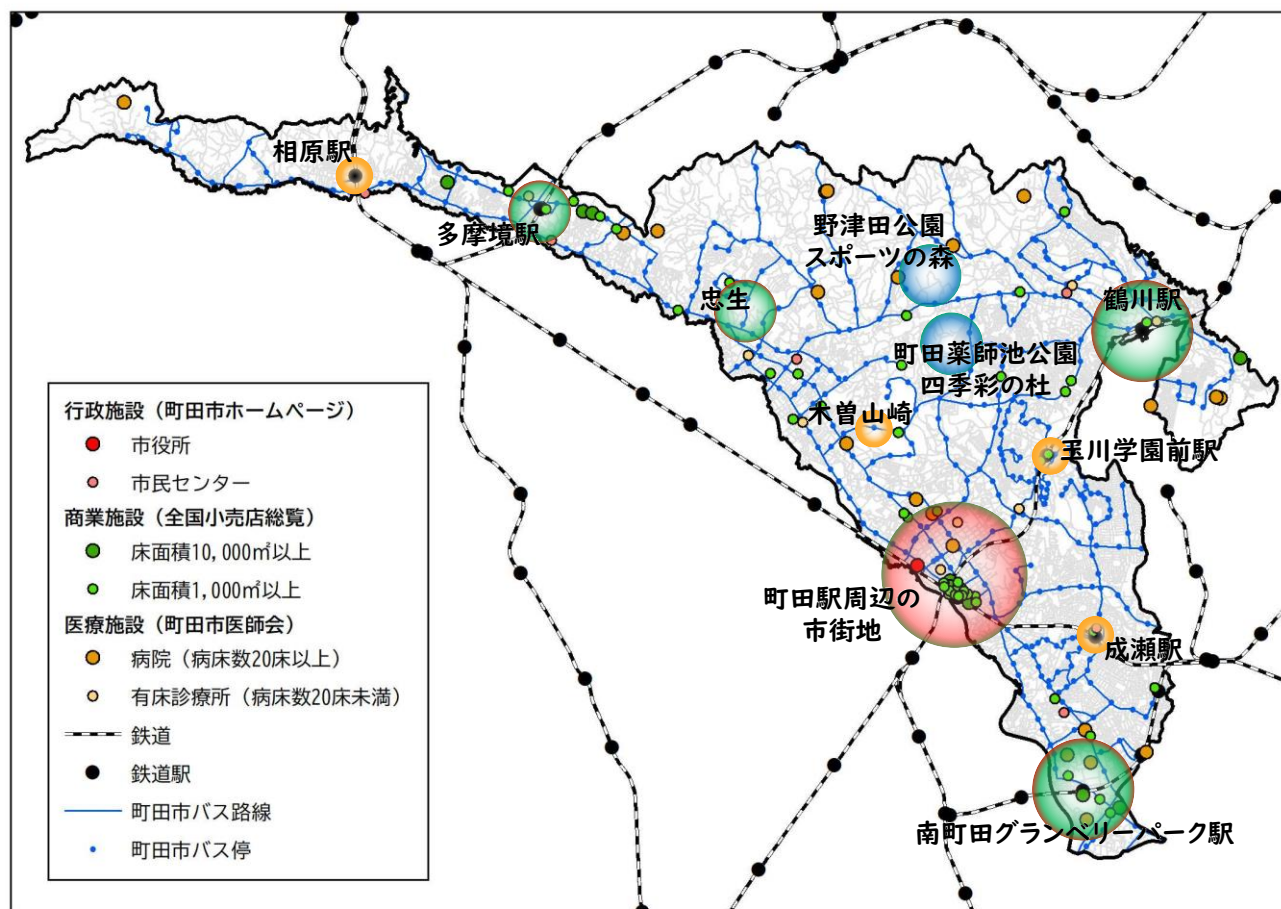 相原駅
多摩境駅
忠生
野津田公園
スポーツの森
鶴川駅
町田薬師池公園
四季彩の杜
木曽山崎
玉川学園前駅
町田駅周辺の
市街地
成瀬駅
南町田グランベリーパーク駅
行政施設（町田市ホームページ）
市役所
市民センター
商業施設（全国小売店総覧）
床面積10,000㎡以上
床面積1,000㎡以上
医療施設（町田市医師会）
病院（病床数20床以上）
有床診療所（病床数20床未満）
鉄道
鉄道駅
町田市バス路線
町田市バス停